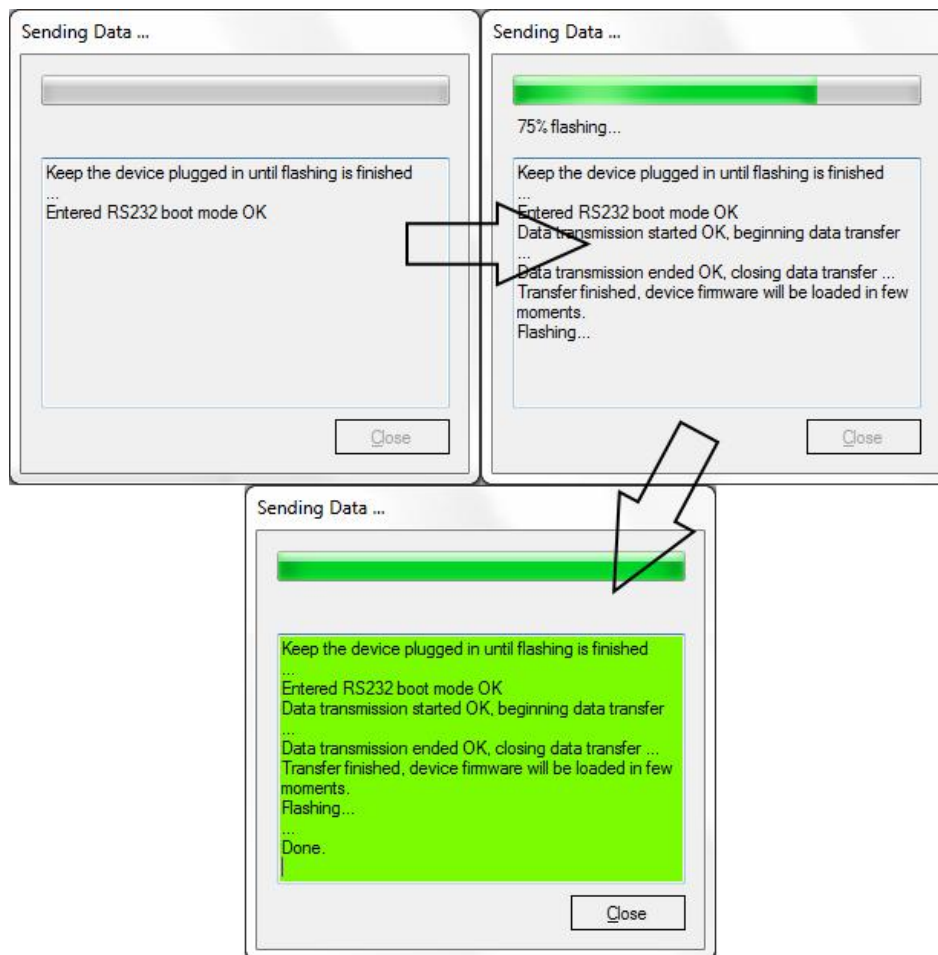 Sending Data ...
Keep the device plugged in until flashing is finished
...
Entered RS232 boot mode OK
Close
Sending Data ...
75% flashing...
Keep the device plugged in until flashing is finished
...
Entered RS232 boot mode OK
Data transmission started OK, beginning data transfer
...
Data transmission ended OK, closing data transfer ...
Transfer finished, device firmware will be loaded in few
moments.
Flashing...
Close
Sending Data ...
Keep the device plugged in until flashing is finished
...
Entered RS232 boot mode OK
Data transmission started OK, beginning data transfer
...
Data transmission ended OK, closing data transfer ...
Transfer finished, device firmware will be loaded in few
moments.
Flashing...
...
Done.
Close